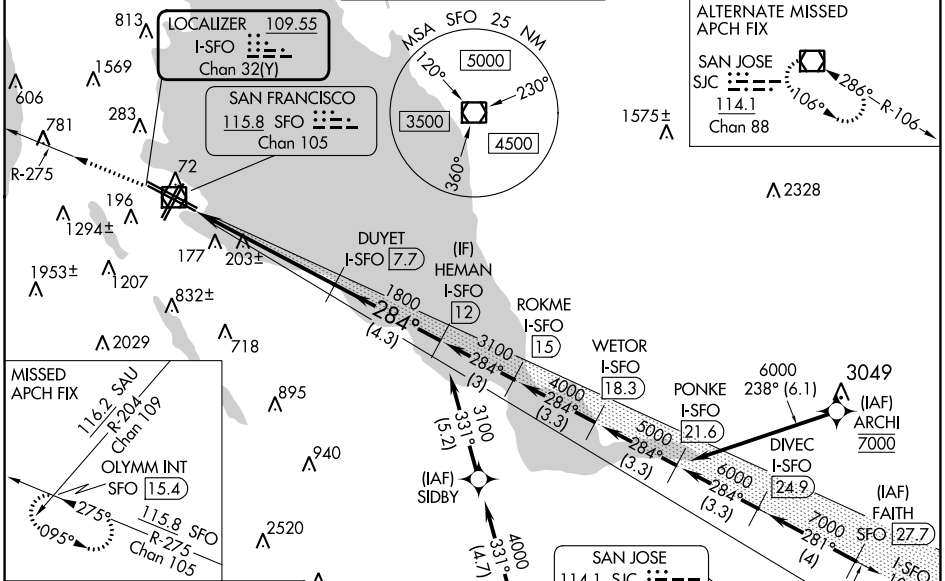 813
LOCALIZER 109.55
I-SFO
Chan 32(Y)
MSA SFO 25 NM
120°
5000
230°
3500
4500
360°
ALTERNATE MISSED
APCH FIX
SAN JOSE
SJC
114.1
Chan 88
286°
R-106
106°
606
1569
283
781
R-275
SAN FRANCISCO
115.8 SFO
Chan 105
1575±
2328
72
196
1294±
177
203±
1953±
1207
832±
2029
718
DUYET
I-SFO 7.7
(IF)
HEMAN
I-SFO
12
ROKME
I-SFO
15
WETOR
I-SFO
18.3
PONKE
I-SFO
21.6
6000
238° (6.1)
3049
(IAF)
ARCHI
7000
DIVEC
I-SFO
24.9
(IAF)
FAITH
SFO 27.7
I-SFO
1800
284°
(4.3)
3100
284°
(3)
4000
284°
(3.3)
5000
284°
(3.3)
6000
284°
(3.3)
7000
281°
(4)
3100
331°
(5.2)
(IAF)
SIDBY
4000
331°
(4.7)
MISSED
APCH FIX
116.2 SAU
R-204
Chan 109
OLYMM INT
SFO 15.4
275°
095°
115.8 SFO
R-275
Chan 105
895
940
2520
SAN JOSE
114.1 SJC